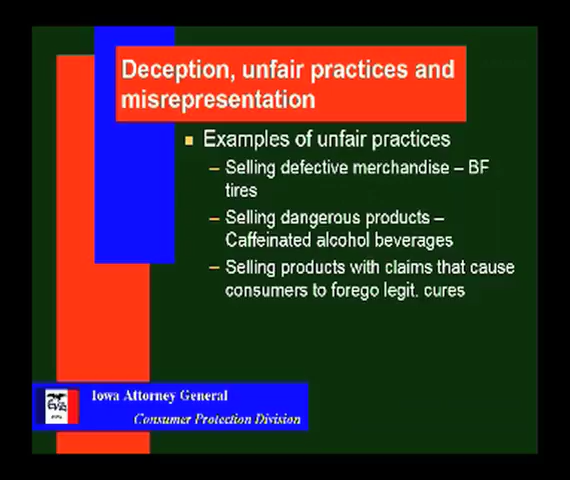 Deception, unfair practices and
misrepresentation
Examples of unfair practices
– Selling defective merchandise – BF
tires
– Selling dangerous products –
Caffeinated alcohol beverages
– Selling products with claims that cause
consumers to forego legit. cures
Iowa Attorney General
Consumer Protection Division